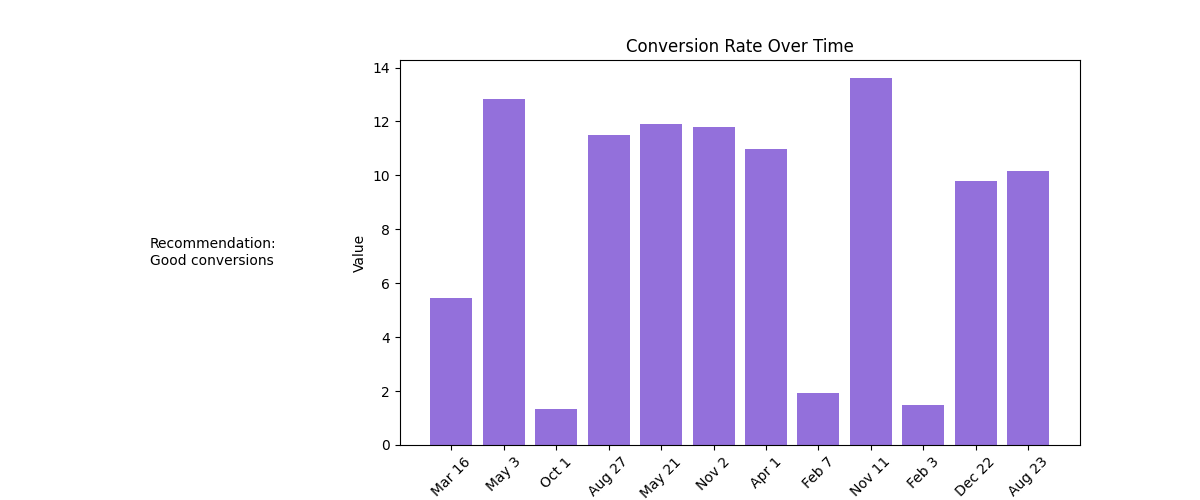 Conversion Rate Over Time
Recommendation:
Good conversions
Value
14
12
10
8
6
4
2
0
Mar 16
May 3
Oct 1
Aug 27
May 21
Nov 2
Apr 1
Feb 7
Nov 11
Feb 3
Dec 22
Aug 23